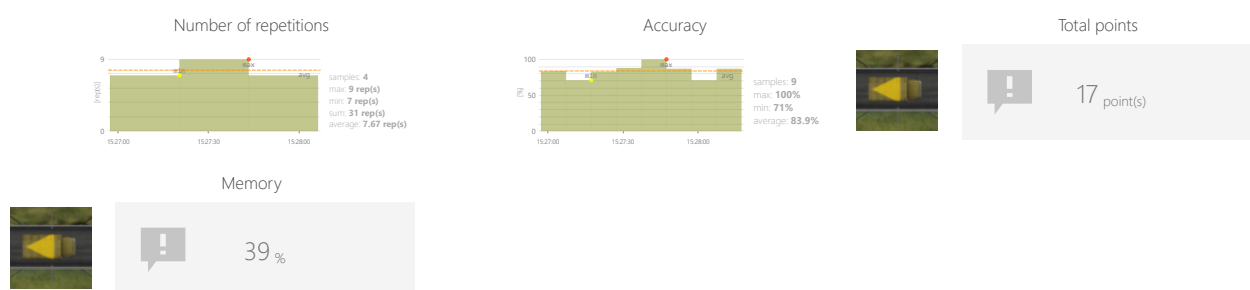 Number of repetitions
9
[rep(s)]
0
min
max
avg
15:27:00
15:27:30
15:28:00
samples: 4
max: 9 rep(s)
min: 7 rep(s)
sum: 31 rep(s)
average: 7.67 rep(s)
Accuracy
100
50
0
(%)
min
max
avg
15:27:00
15:27:30
15:28:00
samples: 9
max: 100%
min: 71%
average: 83.9%
Total points
17 point(s)
Memory
39 %